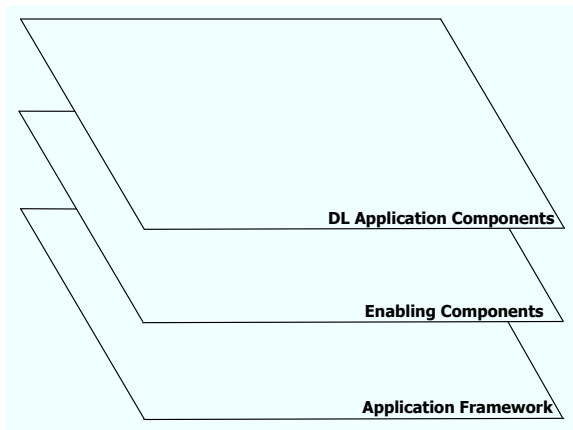 DL Application Components
Enabling Components
Application Framework